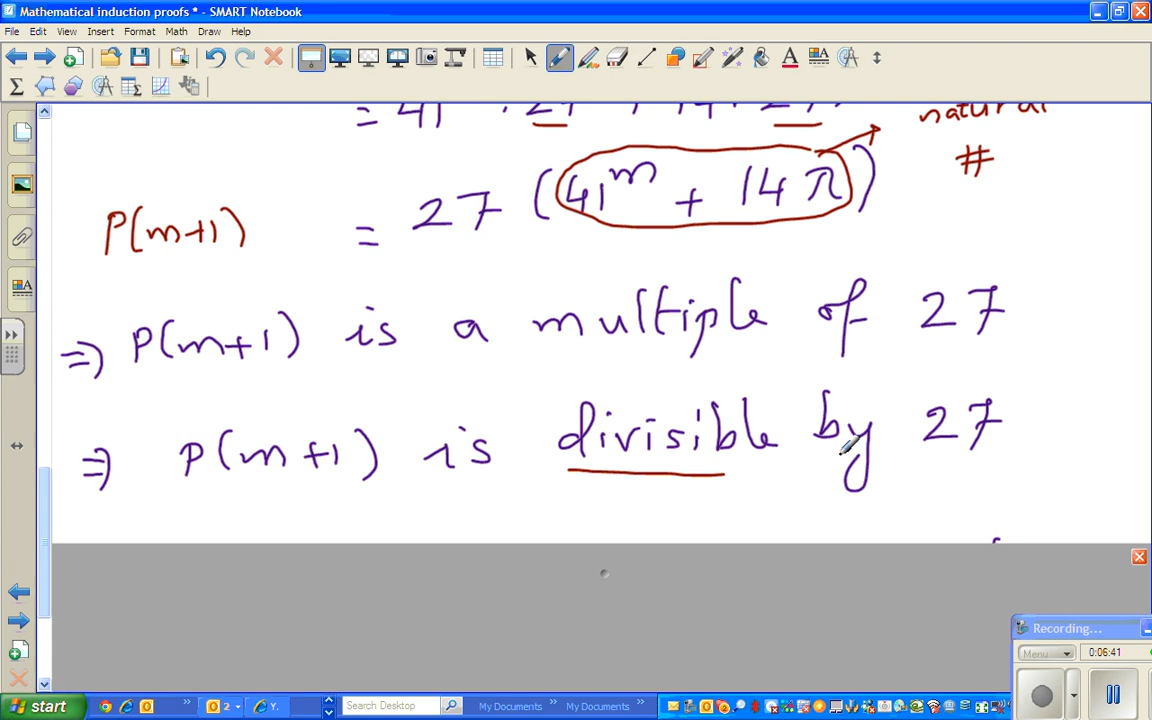 Mathematical induction proofs * - SMART Notebook
File Edit View Insert Format Math Draw Help
natural
#
= 27 (41^m + 14π)
P(m+1)
⇒ P(m+1) is a multiple of 27
⇒ P(m+1) is divisible by 27
Recording...
Menu
0:06:41
start
2
Y.
Search Desktop
My Documents
My Documents